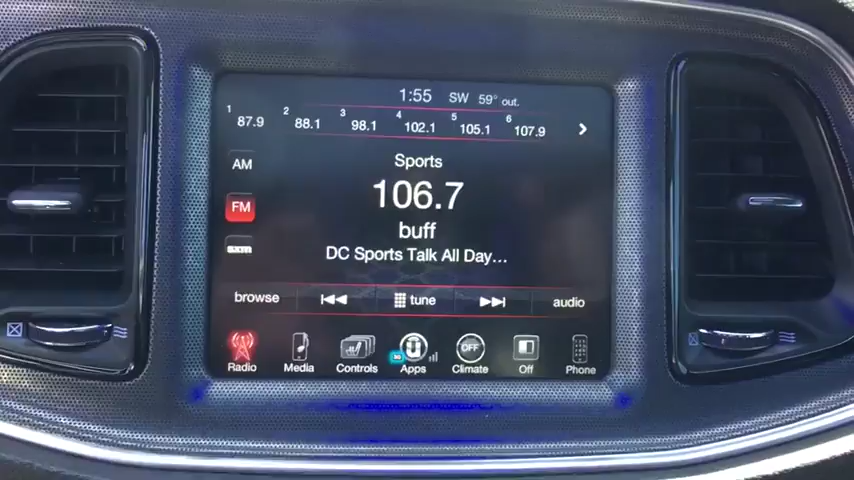 1:55 SW 59° out.
1 87.9 2 88.1 3 98.1 4 102.1 5 105.1 6 107.9
AM
Sports
FM
106.7
buff
sxm
DC Sports Talk All Day...
browse tune audio
OFF
Radio Media Controls Apps Climate Off Phone